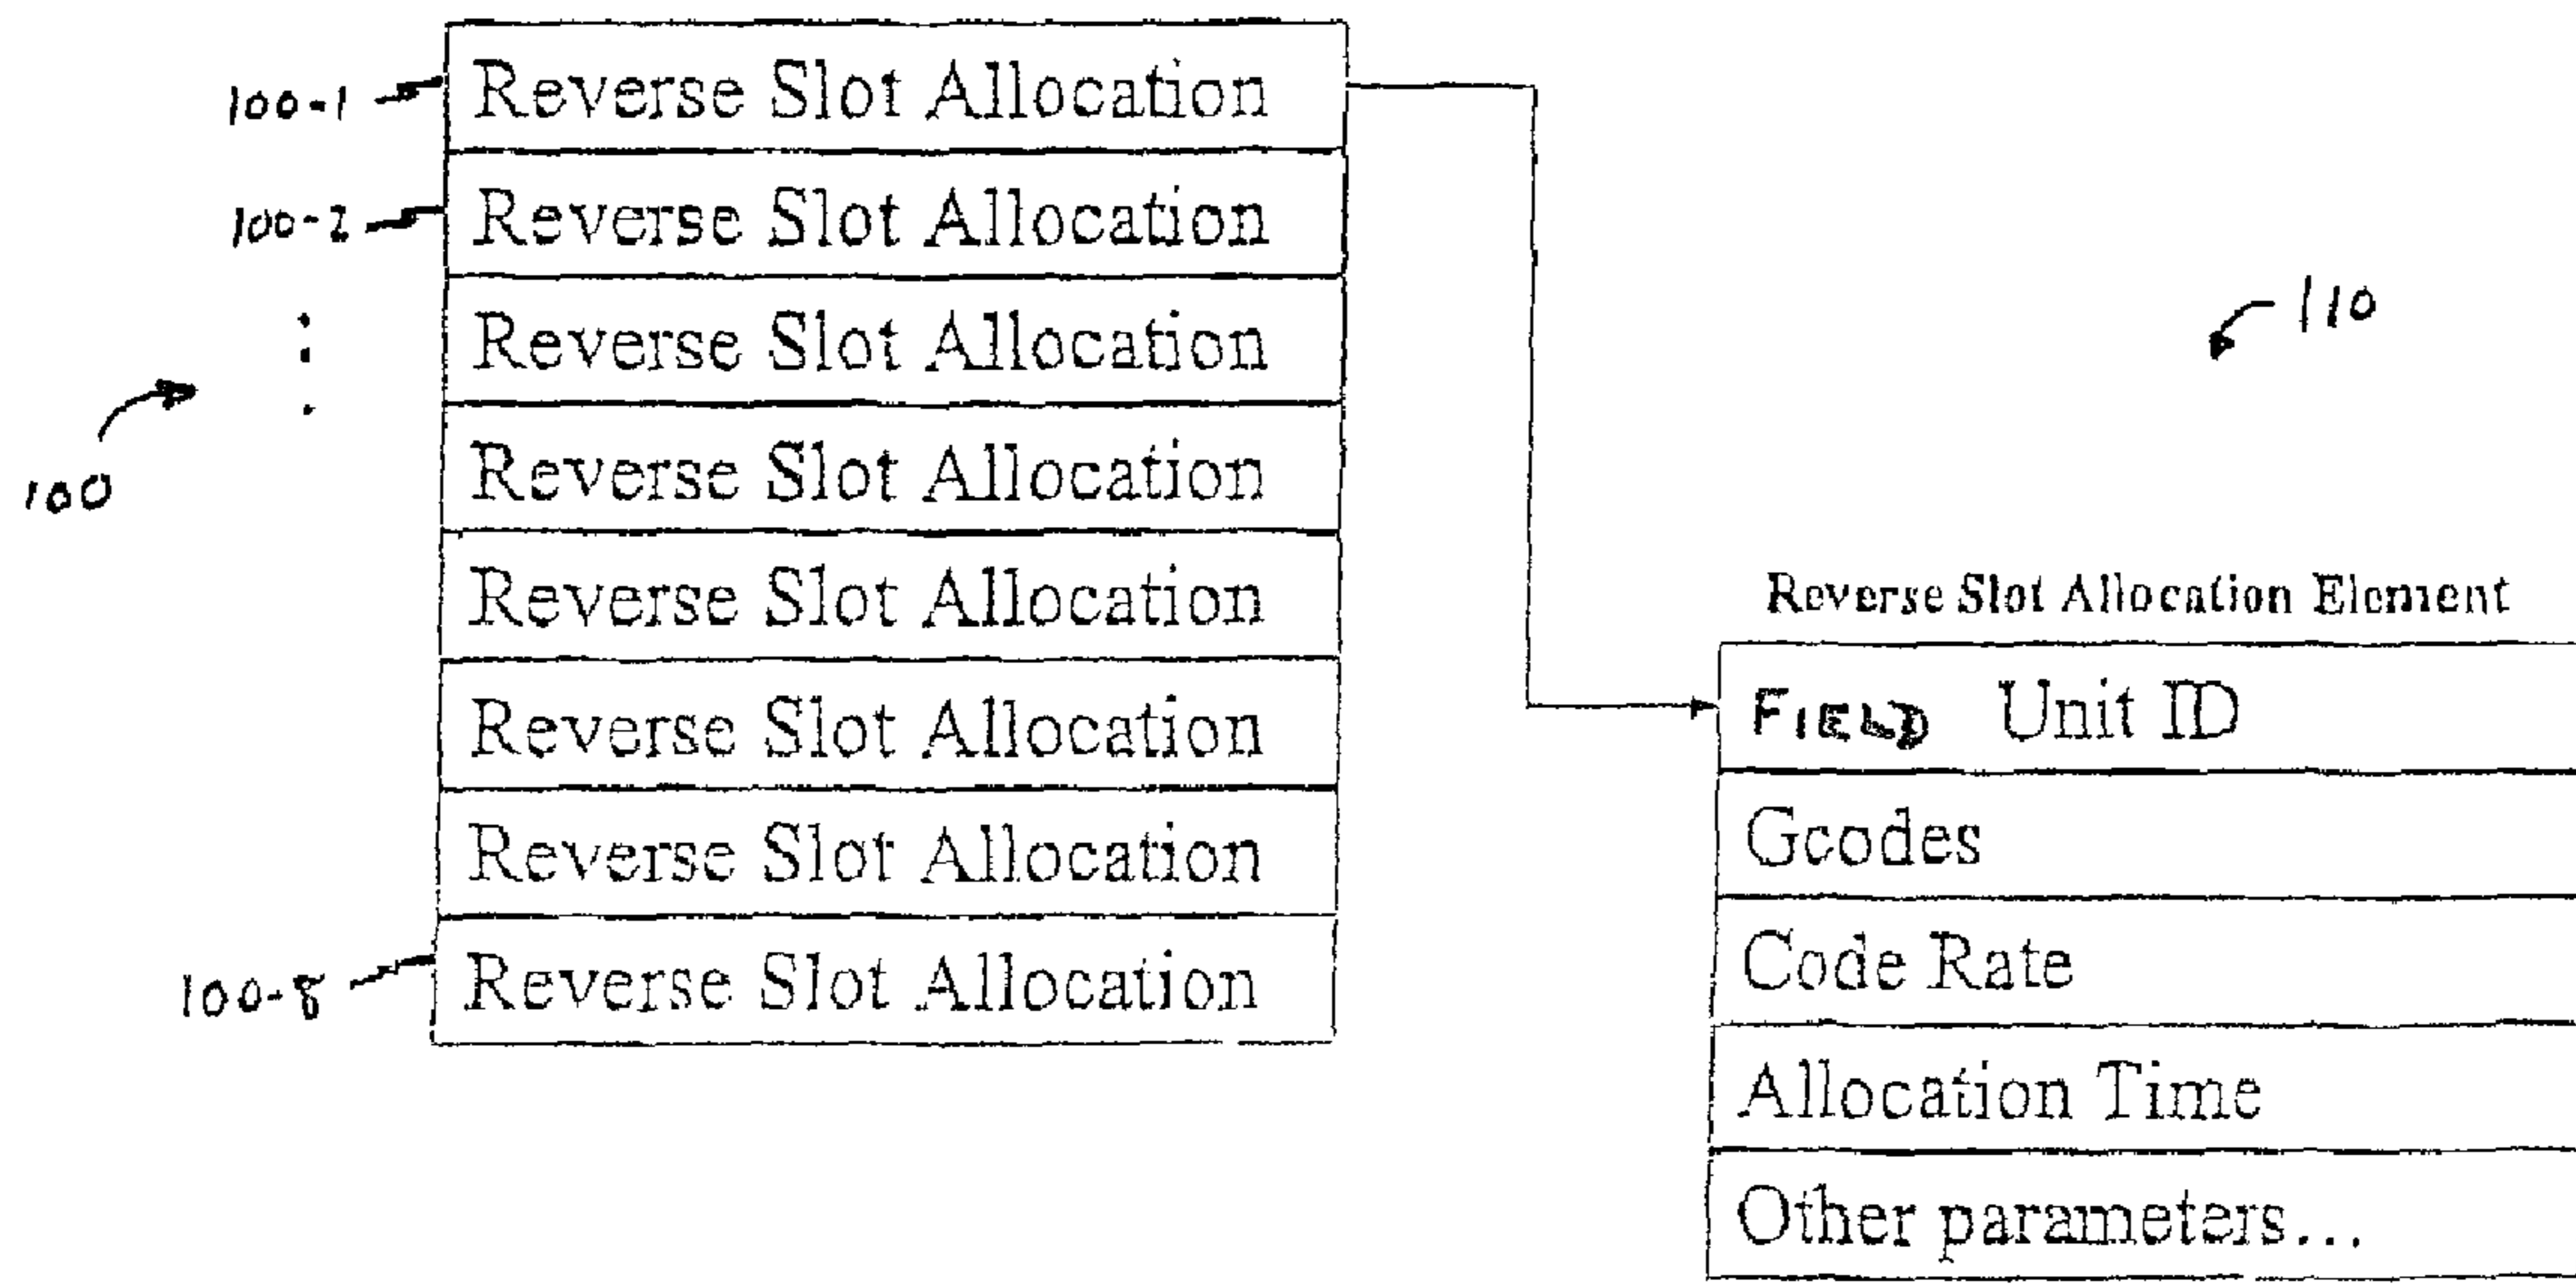 100-1 Reverse Slot Allocation
100-2 Reverse Slot Allocation
Reverse Slot Allocation
Reverse Slot Allocation
Reverse Slot Allocation
Reverse Slot Allocation
Reverse Slot Allocation
100-8 Reverse Slot Allocation
100
110
Reverse Slot Allocation Element
FIELD Unit ID
Gcodes
Code Rate
Allocation Time
Other parameters...